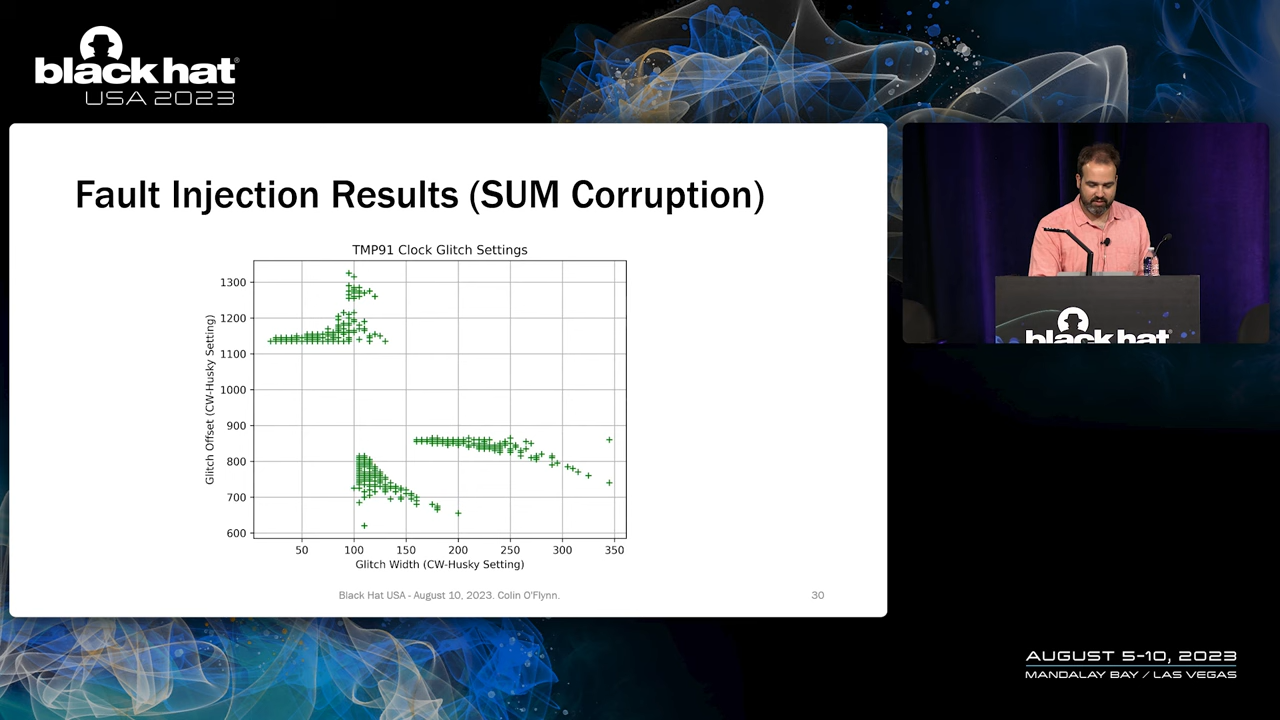 black hat®
USA 2023
Fault Injection Results (SUM Corruption)
TMP91 Clock Glitch Settings
Glitch Offset (CW-Husky Setting)
1300
1200
1100
1000
900
800
700
600
50 100 150 200 250 300 350
Glitch Width (CW-Husky Setting)
Black Hat USA - August 10, 2023. Colin O'Flynn.
30
black hat
AUGUST 5-10, 2023
MANDALAY BAY / LAS VEGAS